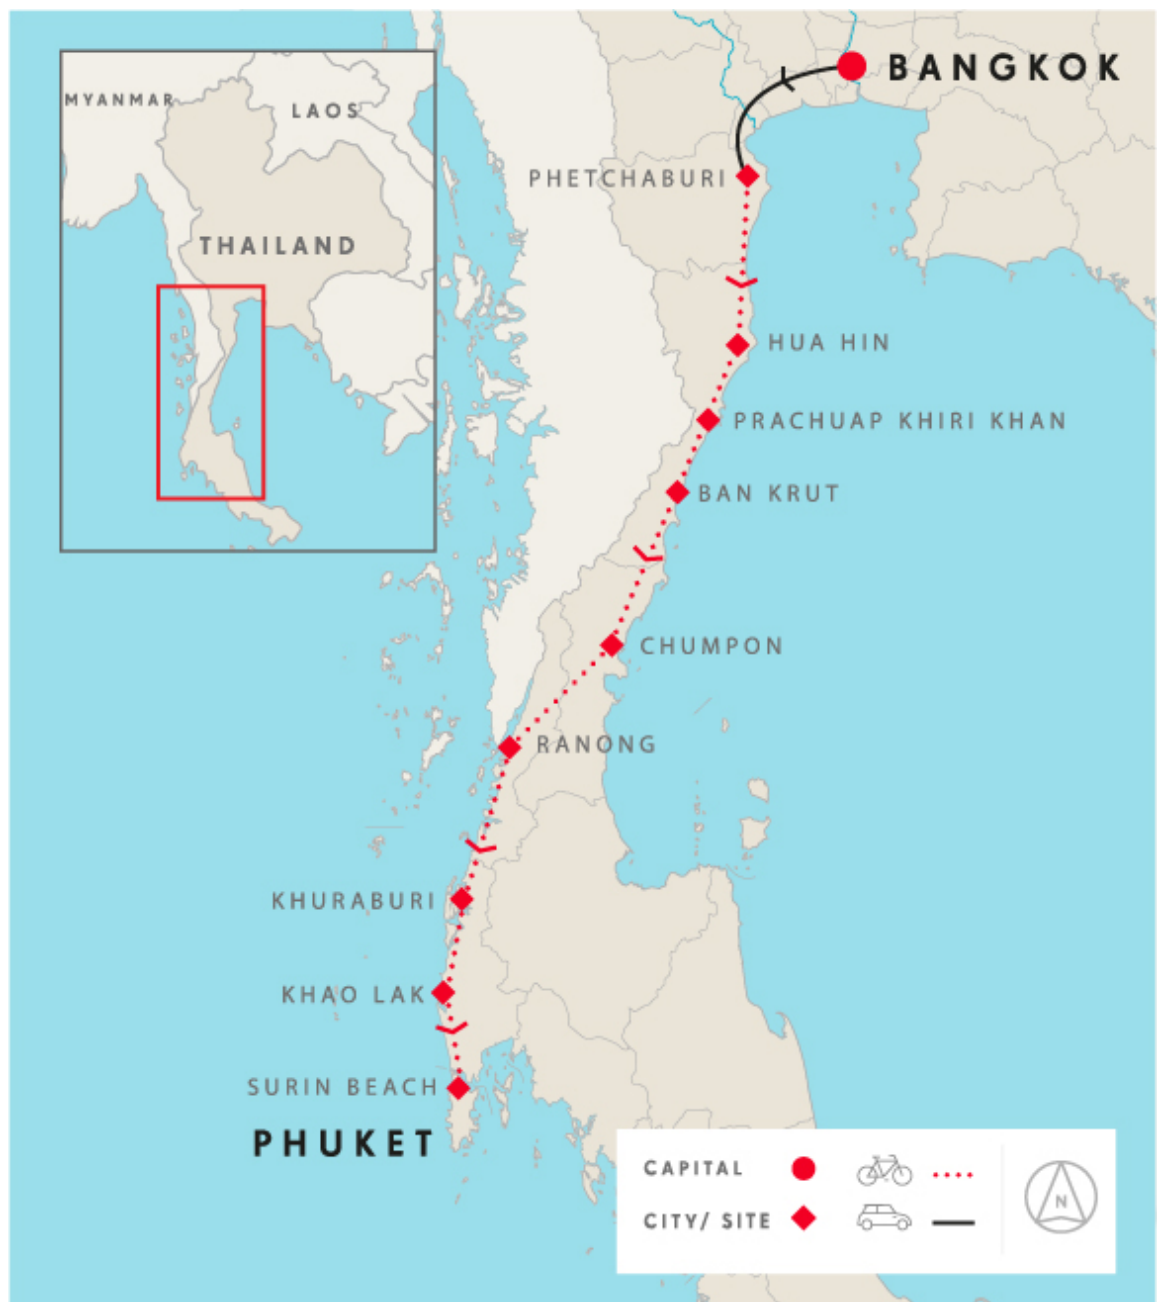 MYANMAR
LAOS
THAILAND
BANGKOK
PHETCHABURI
HUA HIN
PRACHUAP KHIRI KHAN
BAN KRUT
CHUMPON
RANONG
KHURABURI
KHAO LAK
SURIN BEACH
PHUKET
CAPITAL
CITY/ SITE
N